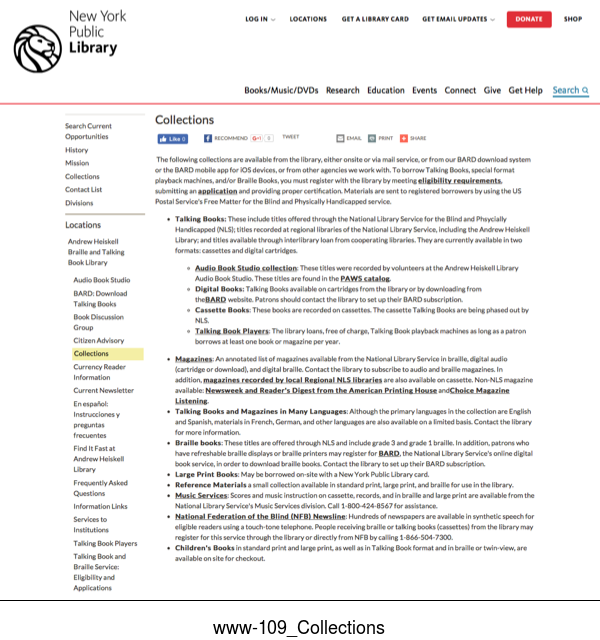 New York
Public
Library
LOG IN
LOCATIONS
GET A LIBRARY CARD
GET EMAIL UPDATES
DONATE
SHOP
Books/Music/DVDs Research Education Events Connect Give Get Help Search
Search Current
Opportunities
History
Mission
Collections
Contact List
Divisions
Locations
Andrew Heiskell
Braille and Talking
Book Library
Audio Book Studio
BARD: Download
Talking Books
Book Discussion
Group
Citizen Advisory
Collections
Currency Reader
Information
Current Newsletter
En español:
Instrucciones y
preguntas
frecuentes
Find It Fast at
Andrew Heiskell
Library
Frequently Asked
Questions
Information Links
Services to
Institutions
Talking Book Players
Talking Book and
Braille Service:
Eligibility and
Applications
Collections
Like 0 RECOMMEND G+1 3 TWEET EMAIL PRINT SHARE
The following collections are available from the library, either onsite or via mail service, or from our BARD download system
or the BARD mobile app for iOS devices, or from other agencies we work with. To borrow Talking Books, special format
playback machines, and/or Braille Books, you must register with the library by meeting eligibility requirements,
submitting an application and providing proper certification. Materials are sent to registered borrowers by using the US
Postal Service's Free Matter for the Blind and Physically Handicapped service.
• Talking Books: These include titles offered through the National Library Service for the Blind and Phsycially
Handicapped (NLS); titles recorded at regional libraries of the National Library Service, including the Andrew Heiskell
Library; and titles available through interlibrary loan from cooperating libraries. They are currently available in two
formats: cassettes and digital cartridges.
◦ Audio Book Studio collection: These titles were recorded by volunteers at the Andrew Heiskell Library
Audio Book Studio. These titles are found in the PAWS catalog.
◦ Digital Books: Talking Books available on cartridges from the library or by downloading from
theBARD website. Patrons should contact the library to set up their BARD subscription.
◦ Cassette Books: These books are recorded on cassettes. The cassette Talking Books are being phased out by
NLS.
◦ Talking Book Players: The library loans, free of charge, Talking Book playback machines as long as a patron
borrows at least one book or magazine per year.
• Magazines: An annotated list of magazines available from the National Library Service in braille, digital audio
(cartridge or download), and digital braille. Contact the library to subscribe to audio and braille magazines. In
addition, magazines recorded by local Regional NLS libraries are also available on cassette. Non-NLS magazine
available: Newsweek and Reader's Digest from the American Printing House andChoice Magazine
Listening.
• Talking Books and Magazines in Many Languages: Although the primary languages in the collection are English
and Spanish, materials in French, German, and other languages are also available on a limited basis. Contact the library
for more information.
• Braille books: These titles are offered through NLS and include grade 3 and grade 1 braille. In addition, patrons who
have refreshable braille displays or braille printers may register for BARD, the National Library Service's online digital
book service, in order to download braille books. Contact the library to set up their BARD subscription.
• Large Print Books: May be borrowed on-site with a New York Public Library card.
• Reference Materials a small collection available in standard print, large print, and braille for use in the library.
• Music Services: Scores and music instruction on cassette, records, and in braille and large print are available from the
National Library Service's Music Services division. Call 1-800-424-8567 for assistance.
• National Federation of the Blind (NFB) Newsline: Hundreds of newspapers are available in synthetic speech for
eligible readers using a touch-tone telephone. People receiving braille or talking books (cassettes) from the library may
register for this service through the library or directly from NFB by calling 1-866-504-7300.
• Children's Books in standard print and large print, as well as in Talking Book format and in braille or twin-view, are
available on site for checkout.
www-109_Collections